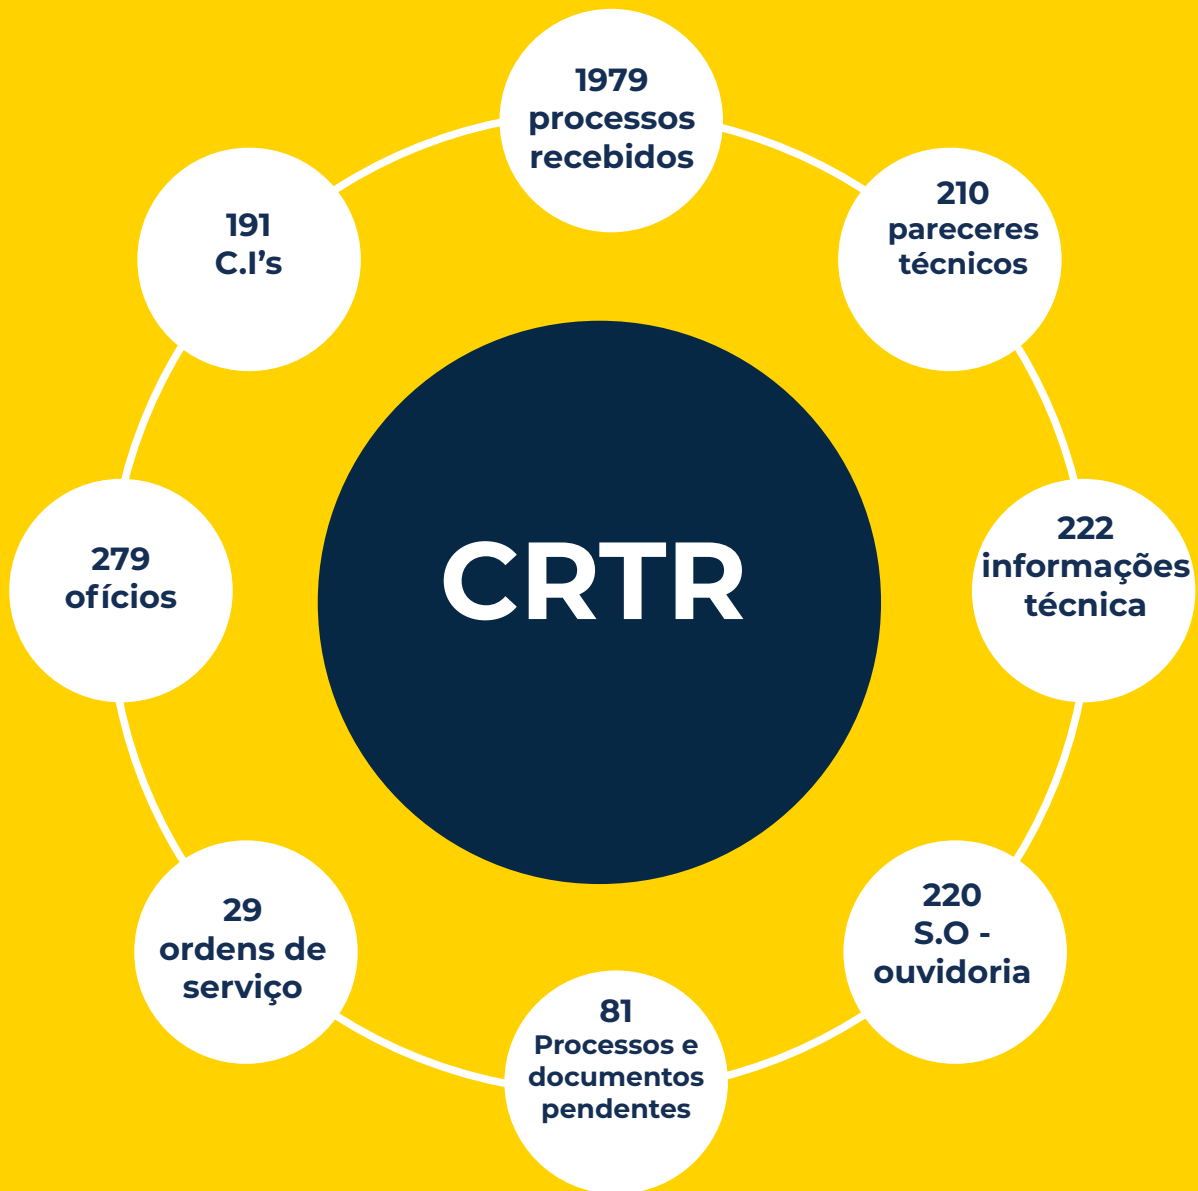 1979
processos
recebidos
210
pareceres
técnicos
222
informações
técnica
220
S.O -
ouvidoria
81
Processos e
documentos
pendentes
29
ordens de
serviço
279
ofícios
191
C.I’s
CRTR